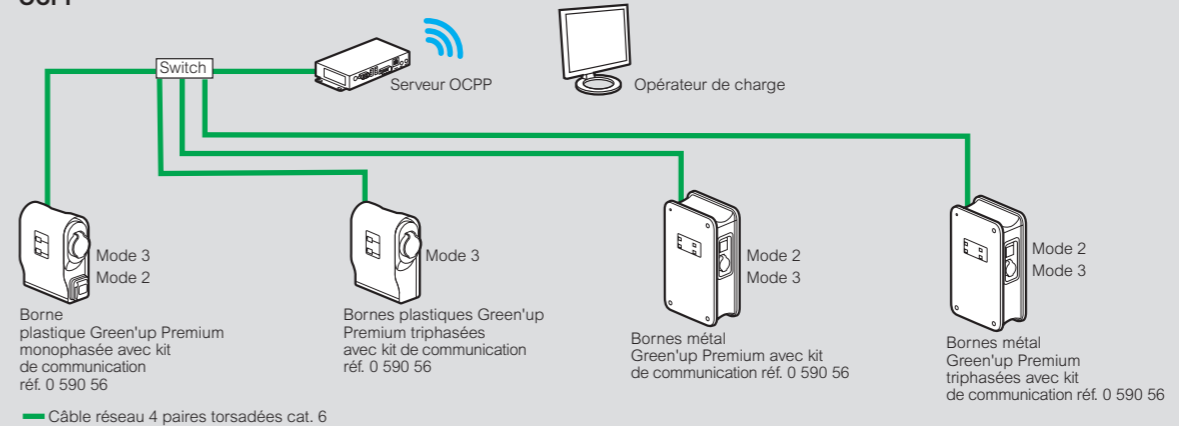 OCPP
Switch
Serveur OCPP
Opérateur de charge
Mode 3
Mode 2
Borne
plastique Green'up Premium
monophasée avec kit
de communication
réf. 0 590 56
Mode 3
Bornes plastiques Green'up
Premium triphasées
avec kit de communication
réf. 0 590 56
Mode 2
Mode 3
Bornes métal
Green'up Premium avec kit
de communication réf. 0 590 56
Mode 2
Mode 3
Bornes métal
Green'up Premium
triphasées avec kit
de communication réf. 0 590 56
Câble réseau 4 paires torsadées cat. 6